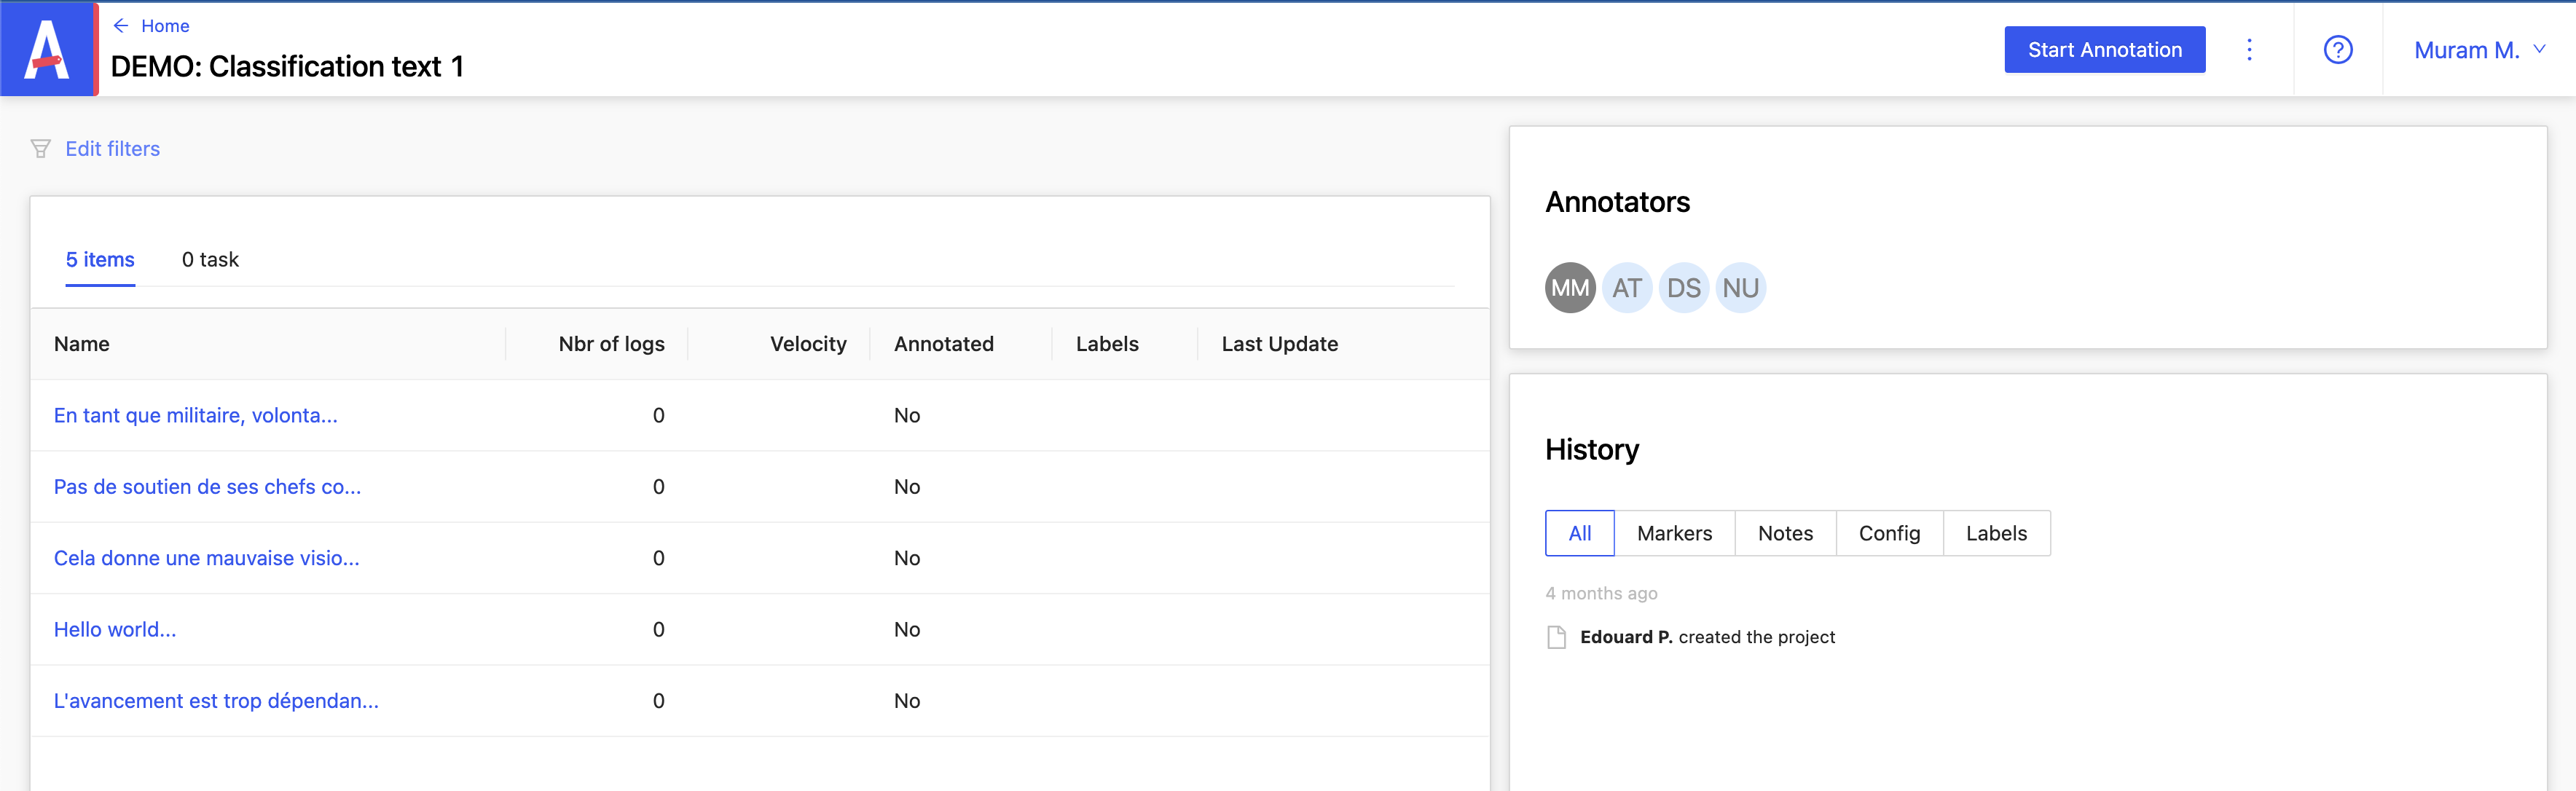 Home
DEMO: Classification text 1
Start Annotation
Muram M.
Edit filters
5 items 0 task
Name Nbr of logs Velocity Annotated Labels Last Update
En tant que militaire, volonta... 0 No
Pas de soutien de ses chefs co... 0 No
Cela donne une mauvaise visio... 0 No
Hello world... 0 No
L'avancement est trop dépendan... 0 No
Annotators
MM AT DS NU
History
All Markers Notes Config Labels
4 months ago
Edouard P. created the project